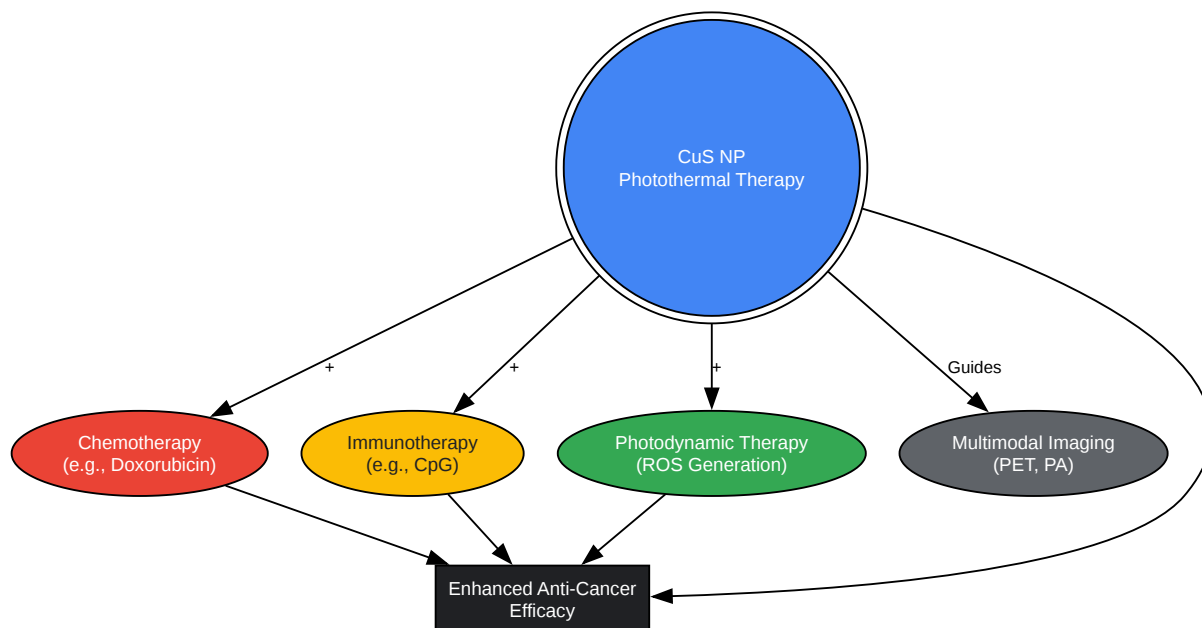 CuS NP
Photothermal Therapy
+
+
+
Guides
Chemotherapy
(e.g., Doxorubicin)
Immunotherapy
(e.g., CpG)
Photodynamic Therapy
(ROS Generation)
Multimodal Imaging
(PET, PA)
Enhanced Anti-Cancer
Efficacy